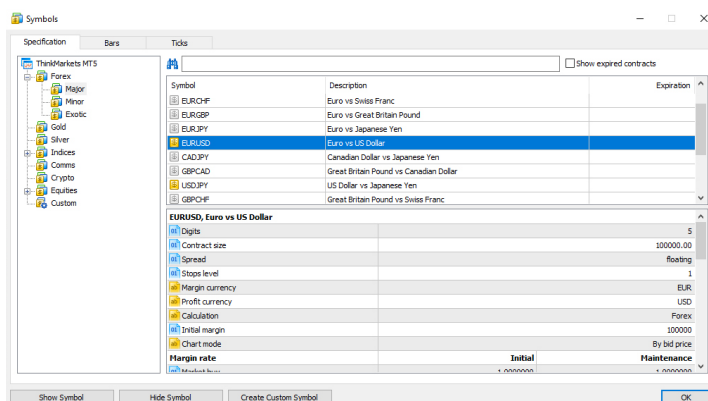 Symbols
Specification Bars Ticks
ThinkMarkets MT5
Forex
Major
Minor
Exotic
Gold
Silver
Indices
Comms
Crypto
Equities
Custom
Show expired contracts
Symbol Description Expiration
EURCHF Euro vs Swiss Franc
EURGBP Euro vs Great Britain Pound
EURJPY Euro vs Japanese Yen
EURUSD Euro vs US Dollar
CADJPY Canadian Dollar vs Japanese Yen
GBPCAD Great Britain Pound vs Canadian Dollar
USDJPY US Dollar vs Japanese Yen
GBPCHF Great Britain Pound vs Swiss Franc
EURUSD, Euro vs US Dollar
Digits 5
Contract size 100000.00
Spread floating
Stops level 1
Margin currency EUR
Profit currency USD
Calculation Forex
Initial margin 100000
Chart mode By bid price
Margin rate Initial Maintenance
Market buy 1.0000000 1.0000000
Show Symbol Hide Symbol Create Custom Symbol OK